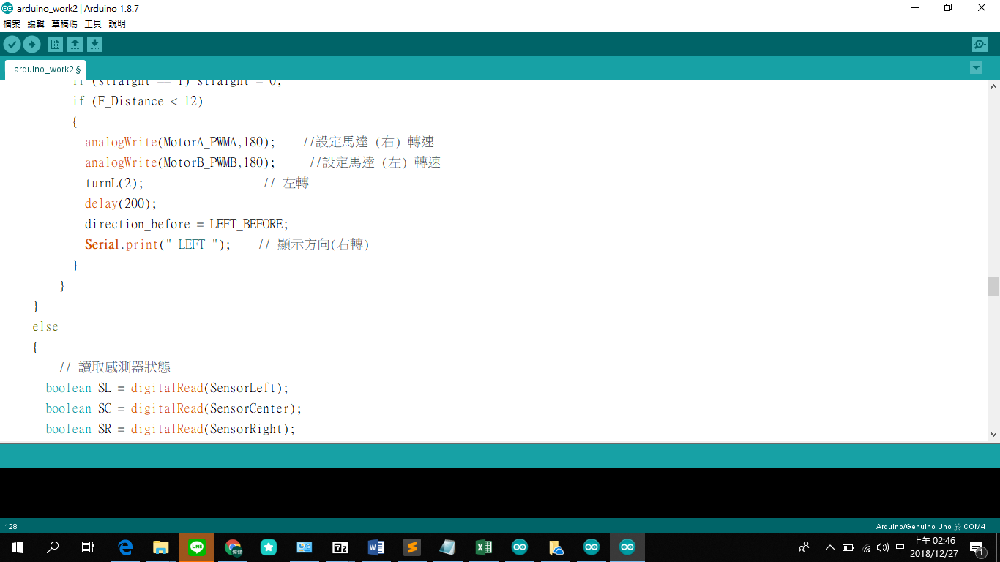 arduino_work2 | Arduino 1.8.7
檔案 編輯 草稿碼 工具 說明
arduino_work2 §
if (straight == 1) straight = 0;
if (F_Distance < 12)
{
analogWrite(MotorA_PWMA,180); //設定馬達 (右) 轉速
analogWrite(MotorB_PWMB,180); //設定馬達 (左) 轉速
turnL(2); // 左轉
delay(200);
direction_before = LEFT_BEFORE;
Serial.print(" LEFT "); // 顯示方向(右轉)
}
}
}
else
{
// 讀取感測器狀態
boolean SL = digitalRead(SensorLeft);
boolean SC = digitalRead(SensorCenter);
boolean SR = digitalRead(SensorRight);
128
Arduino/Genuino Uno 於 COM4
LINE
7z
中
上午 02:46
2018/12/27
1